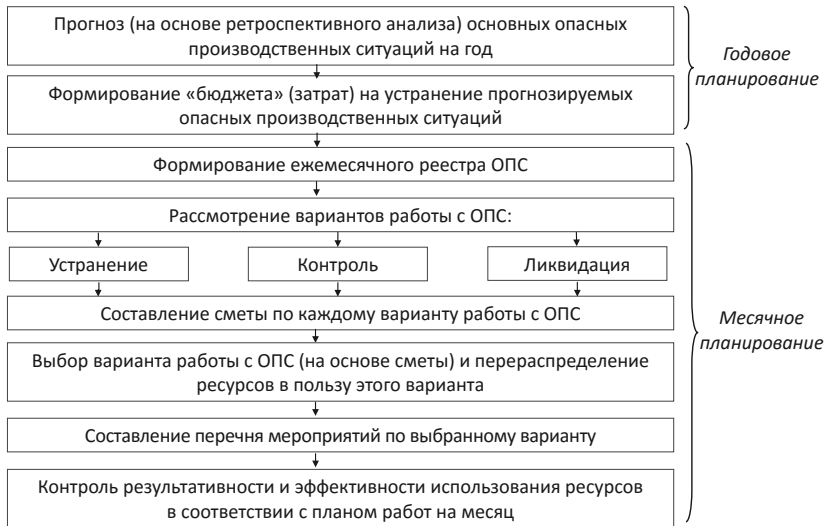 Прогноз (на основе ретроспективного анализа) основных опасных
производственных ситуаций на год
Годовое
планирование
Формирование «бюджета» (затрат) на устранение прогнозируемых
опасных производственных ситуаций
Формирование ежемесячного реестра ОПС
Рассмотрение вариантов работы с ОПС:
Устранение
Контроль
Ликвидация
Составление сметы по каждому варианту работы с ОПС
Месячное
планирование
Выбор варианта работы с ОПС (на основе сметы) и перераспределение
ресурсов в пользу этого варианта
Составление перечня мероприятий по выбранному варианту
Контроль результативности и эффективности использования ресурсов
в соответствии с планом работ на месяц